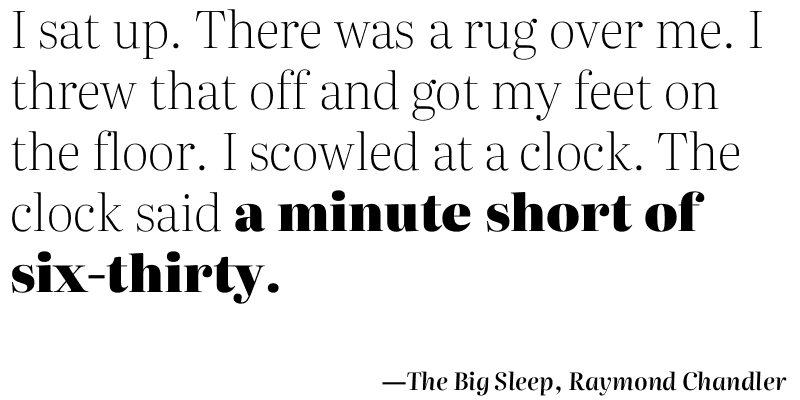 I sat up. There was a rug over me. I
threw that off and got my feet on
the floor. I scowled at a clock. The
clock said a minute short of
six-thirty.
—The Big Sleep, Raymond Chandler